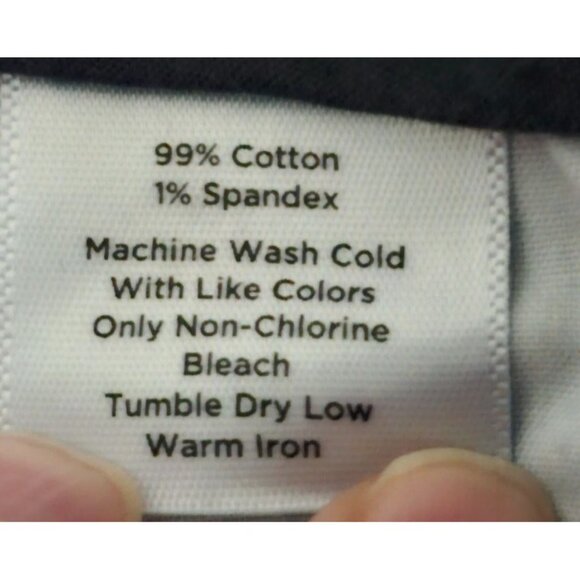 99% Cotton
1% Spandex
Machine Wash Cold
With Like Colors
Only Non-Chlorine
Bleach
Tumble Dry Low
Warm Iron